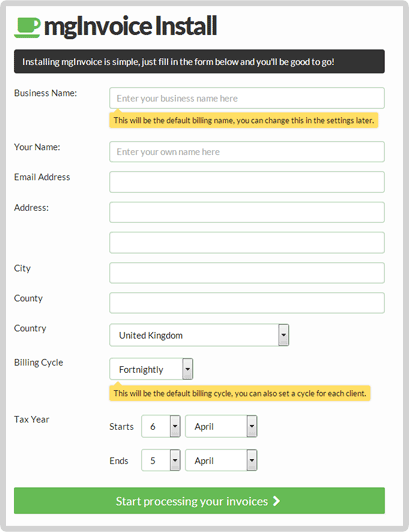 mgInvoice Install
Installing mgInvoice is simple, just fill in the form below and you'll be good to go!
Business Name:
Enter your business name here
This will be the default billing name, you can change this in the settings later.
Your Name:
Enter your own name here
Email Address
Address:
City
County
Country
United Kingdom
Billing Cycle
Fortnightly
This will be the default billing cycle, you can also set a cycle for each client.
Tax Year
Starts 6 April
Ends 5 April
Start processing your invoices